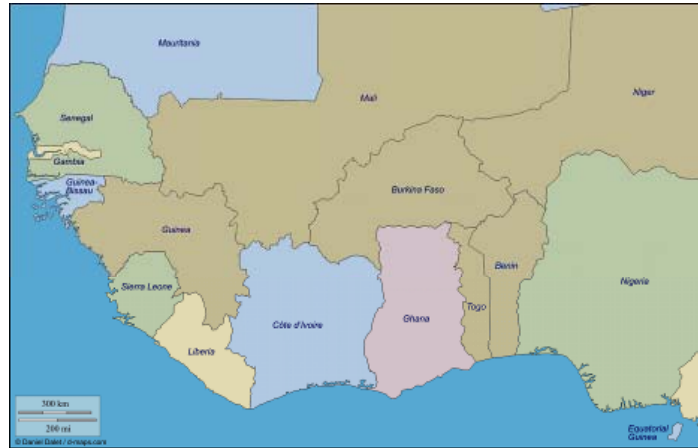 Mauritania
Mali
Niger
Senegal
Gambia
Guinea-
Bissau
Burkina Faso
Guinea
Benin
Sierra Leone
Nigeria
Togo
Côte d'Ivoire
Ghana
Liberia
300 km
200 mi
Equatorial
Guinea
© Daniel Dalet / d-maps.com